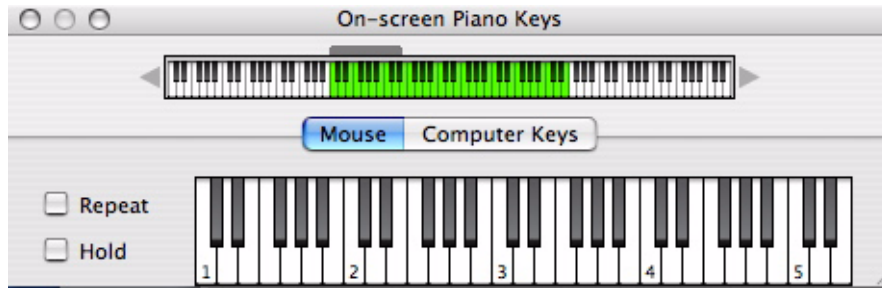 On-screen Piano Keys
Mouse Computer Keys
Repeat
Hold
1 2 3 4 5